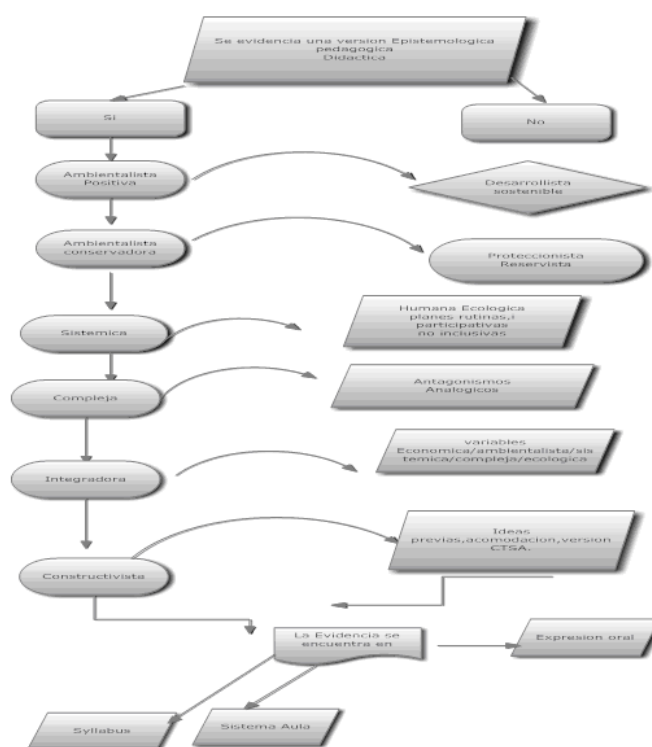 Se evidencia una version Epistemologica
pedagogica
Didactica
Si
No
Ambientalista
Positiva
Desarrollista
sostenible
Ambientalista
conservadora
Proteccionista
Reservista
Sistemica
Humana Ecologica
planes rutinas,i
participativas
no inclusivas
Compleja
Antagonismos
Analogicos
Integradora
variables
Economica/ambientalista/sis
temica/compleja/ecologica
Constructivista
Ideas
previas,acomodacion,version
CTSA.
La Evidencia se
encuentra en
Expresion oral
Syllabus
Sistema Aula